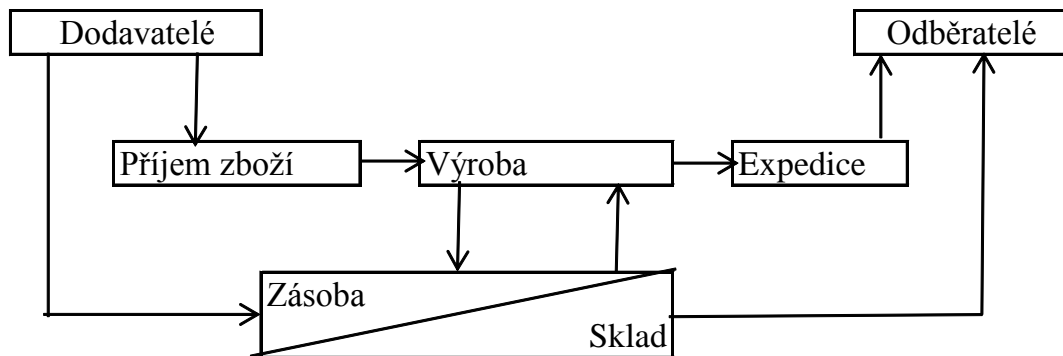 Dodavatelé
Odběratelé
Příjem zboží
Výroba
Expedice
Zásoba
Sklad